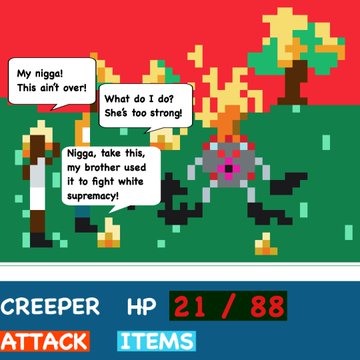 My nigga!
This ain't over!
What do I do?
She's too strong!
Nigga, take this,
my brother used
it to fight white
supremacy!
CREEPER HP 21 / 88
ATTACK ITEMS